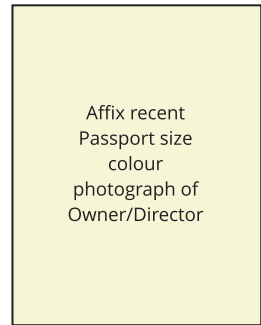 Affix recent
Passport size
colour
photograph of
Owner/Director